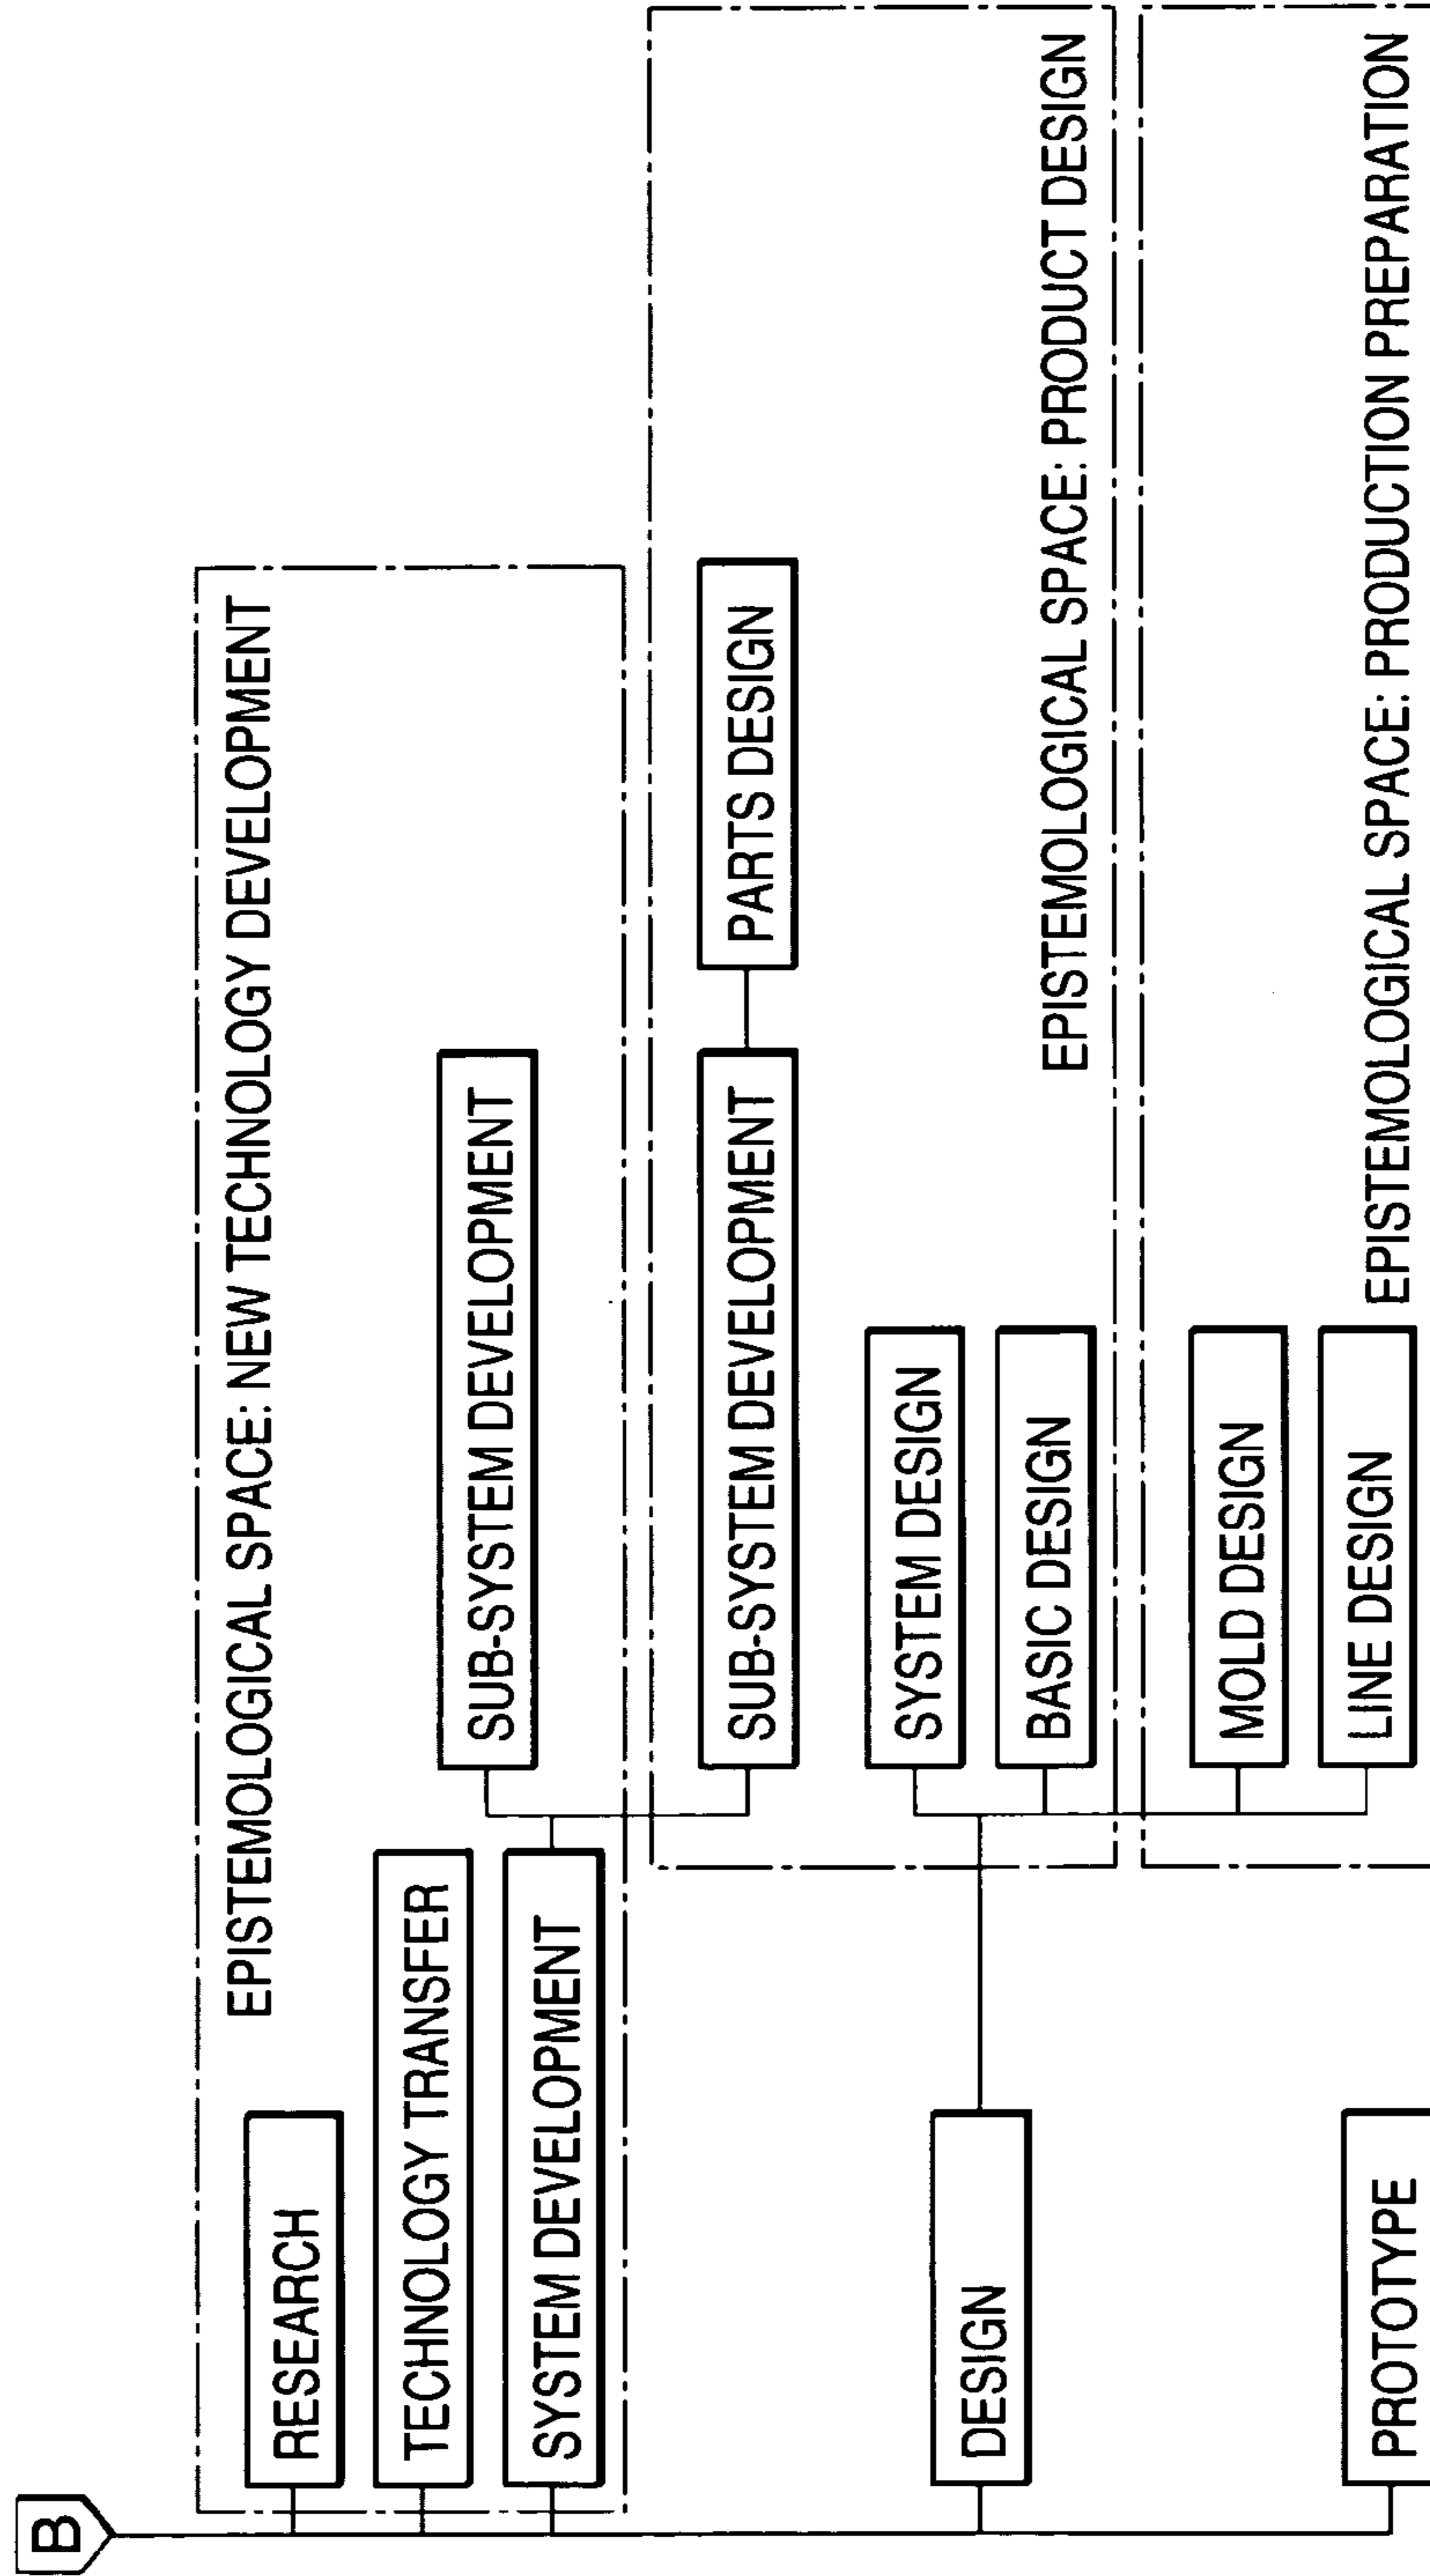 B
EPISTEMOLOGICAL SPACE: NEW TECHNOLOGY DEVELOPMENT
RESEARCH
TECHNOLOGY TRANSFER
SUB-SYSTEM DEVELOPMENT
SYSTEM DEVELOPMENT
SUB-SYSTEM DEVELOPMENT
PARTS DESIGN
SYSTEM DESIGN
DESIGN
BASIC DESIGN
EPISTEMOLOGICAL SPACE: PRODUCT DESIGN
MOLD DESIGN
LINE DESIGN
PROTOTYPE
EPISTEMOLOGICAL SPACE: PRODUCTION PREPARATION